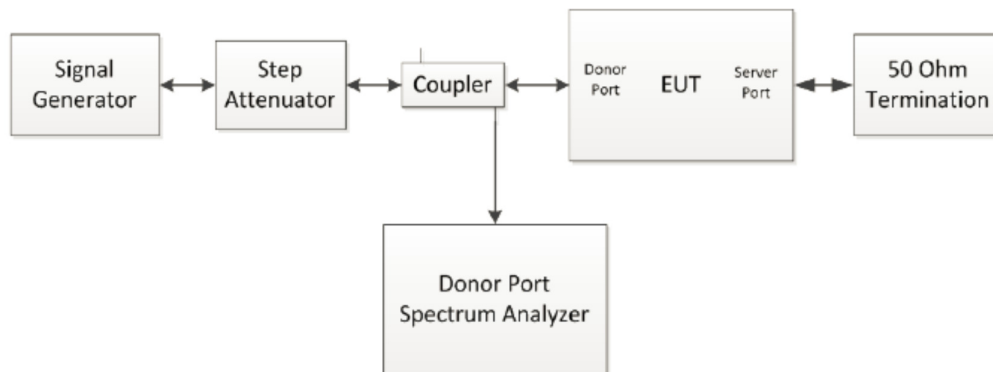 Signal
Generator
Step
Attenuator
Coupler
Donor
Port
EUT
Server
Port
50 Ohm
Termination
Donor Port
Spectrum Analyzer